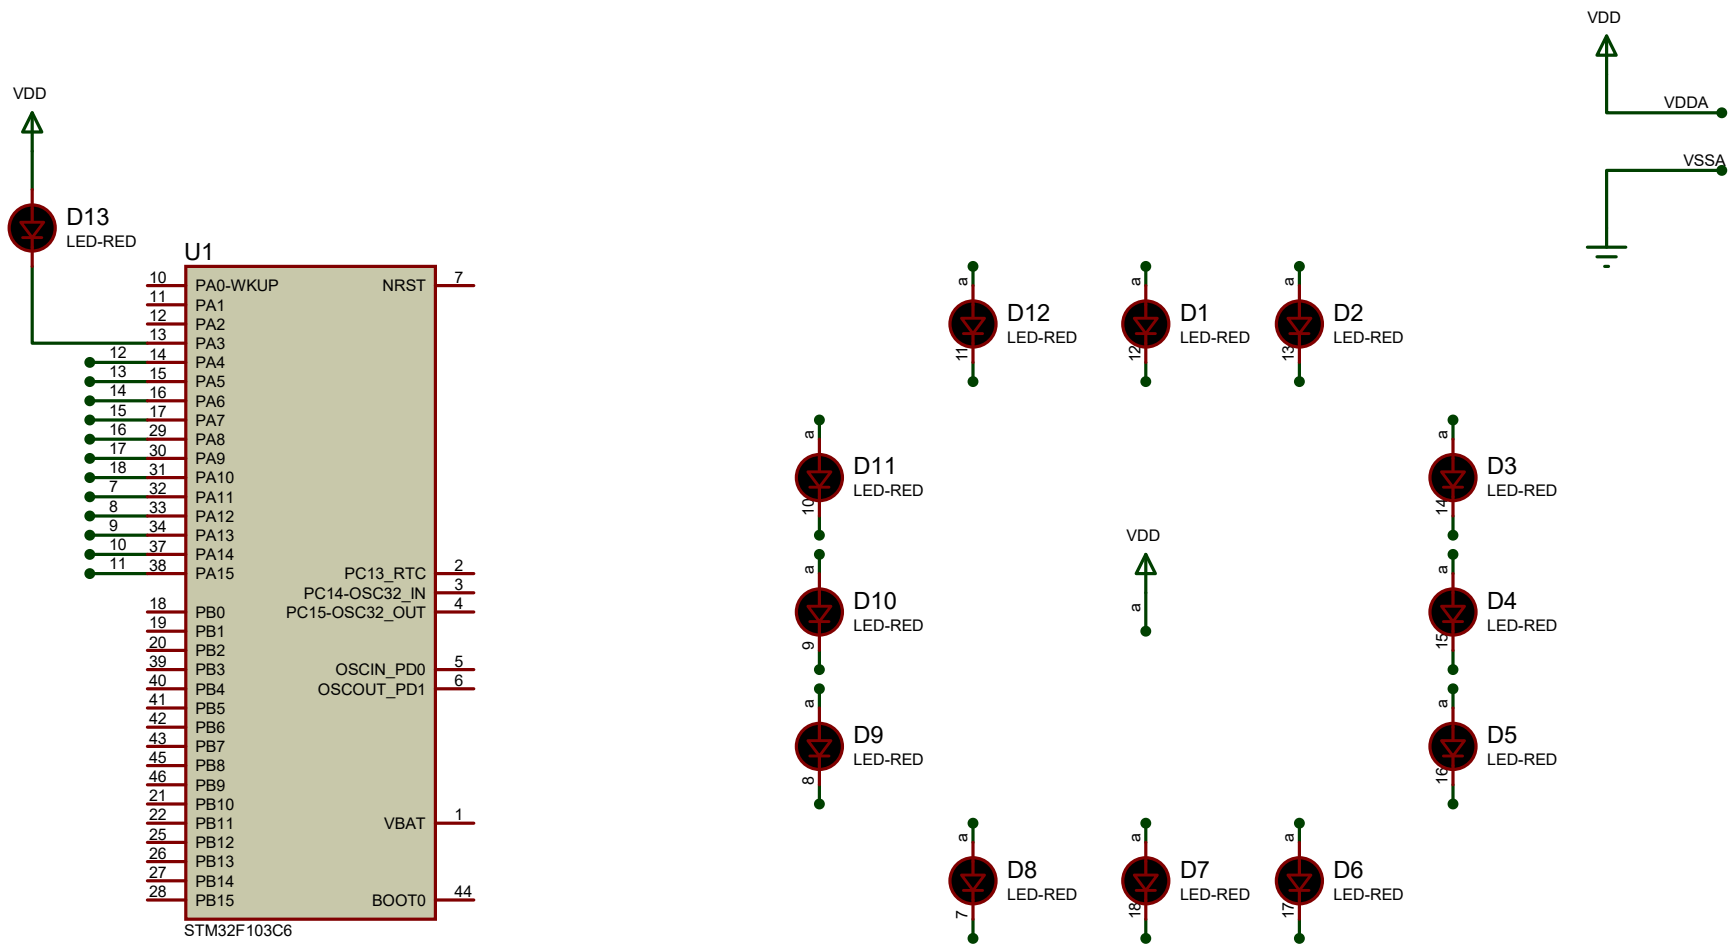 VDD
VDD
VDDA
VSSA
D13
LED-RED
U1
10 PA0-WKUP NRST 7
11 PA1
12 PA2
13 PA3
12 14 PA4
13 15 PA5
14 16 PA6
15 17 PA7
16 29 PA8
17 30 PA9
18 31 PA10
7 32 PA11
8 33 PA12
9 34 PA13
10 37 PA14
11 38 PA15
PC13_RTC 2
PC14-OSC32_IN 3
18 PB0 PC15-OSC32_OUT 4
19 PB1
20 PB2
39 PB3 OSCIN_PD0 5
40 PB4 OSCOUT_PD1 6
41 PB5
42 PB6
43 PB7
45 PB8
46 PB9
21 PB10
22 PB11 VBAT 1
25 PB12
26 PB13
27 PB14
28 PB15 BOOT0 44
STM32F103C6
a
D12
LED-RED
11
a
D1
LED-RED
12
a
D2
LED-RED
13
a
D11
LED-RED
10
a
D3
LED-RED
14
a
D10
LED-RED
9
VDD
a
a
D4
LED-RED
15
a
D9
LED-RED
8
a
D5
LED-RED
16
a
D8
LED-RED
7
a
D7
LED-RED
18
a
D6
LED-RED
17